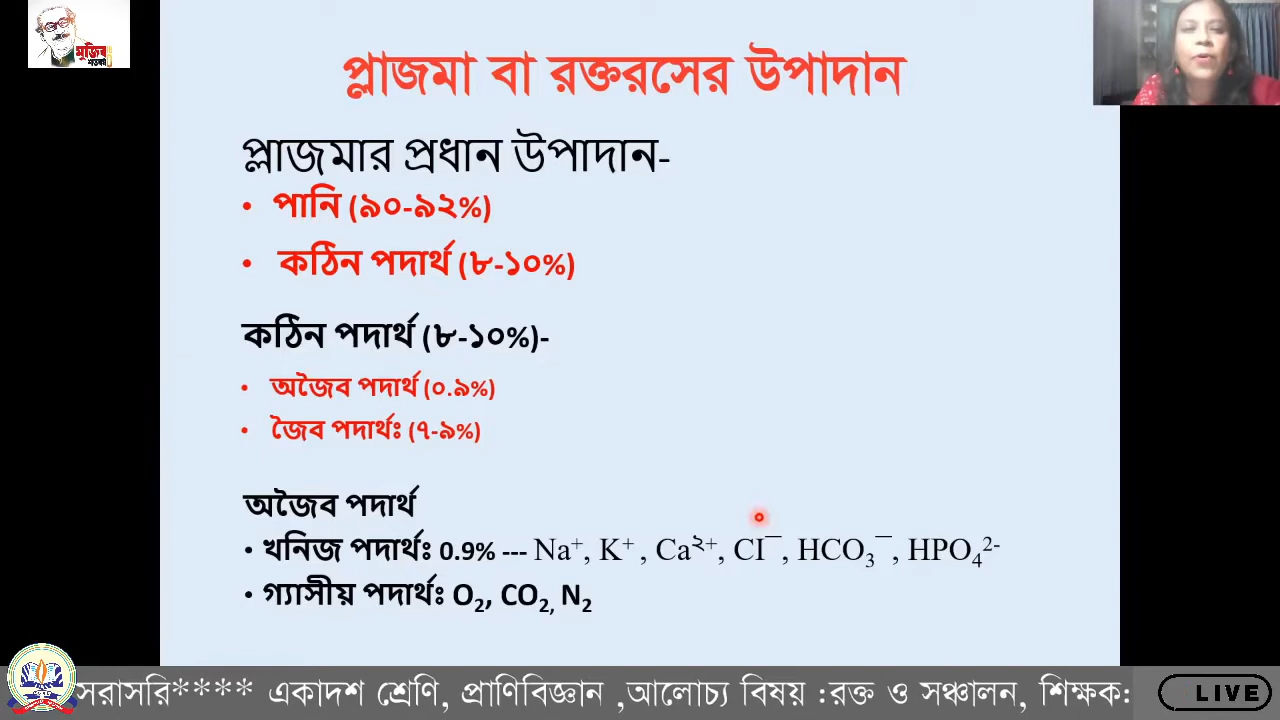 মুজিব
শতবর্ষ
প্লাজমা বা রক্তরসের উপাদান
প্লাজমার প্রধান উপাদান-
• পানি (৯০-৯২%)
• কঠিন পদার্থ (৮-১০%)
কঠিন পদার্থ (৮-১০%)-
• অজৈব পদার্থ (০.৯%)
• জৈব পদার্থঃ (৭-৯%)
অজৈব পদার্থ
• খনিজ পদার্থঃ 0.9% --- Na⁺, K⁺ , Ca²⁺, CI¯, HCO₃¯, HPO₄²⁻
• গ্যাসীয় পদার্থঃ O₂, CO₂, N₂
সরাসরি**** একাদশ শ্রেণি, প্রাণিবিজ্ঞান ,আলোচ্য বিষয় :রক্ত ও সঞ্চালন, শিক্ষক:
LIVE